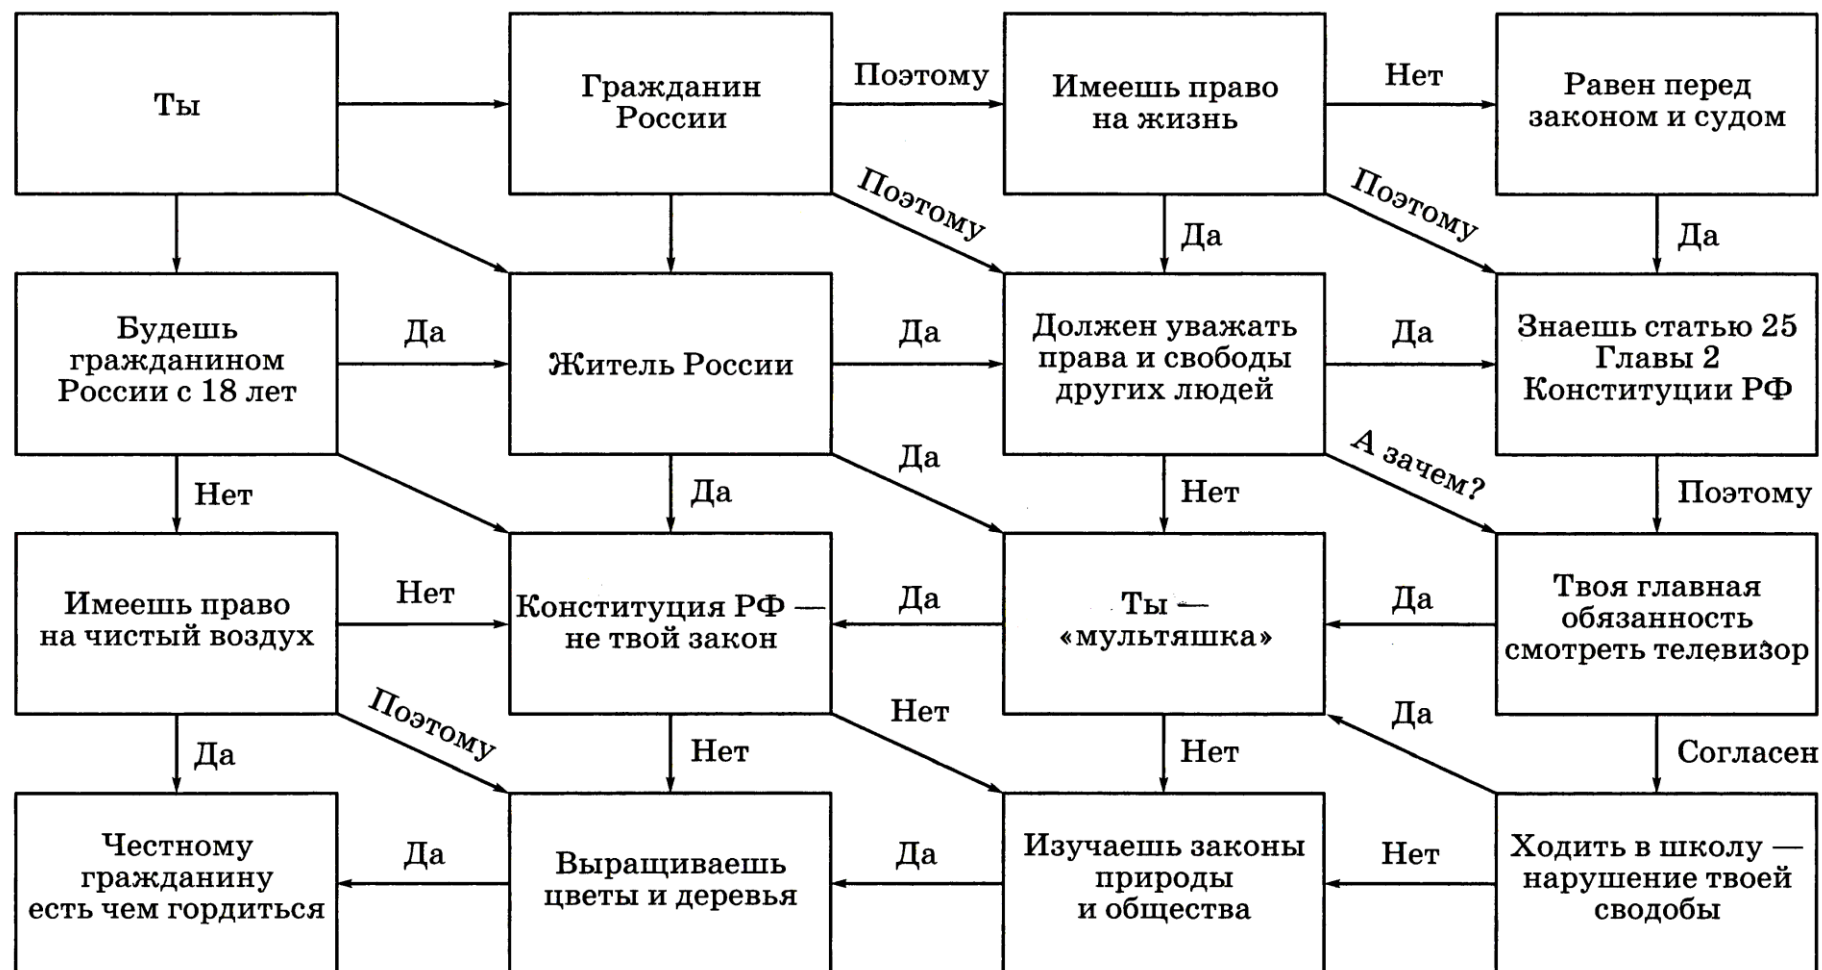 Ты
Гражданин
России
Поэтому
Имеешь право
на жизнь
Нет
Равен перед
законом и судом
Поэтому
Да
Поэтому
Да
Будешь
гражданином
России с 18 лет
Да
Житель России
Да
Должен уважать
права и свободы
других людей
Да
Знаешь статью 25
Главы 2
Конституции РФ
Нет
Да
Да
Нет
А зачем?
Поэтому
Имеешь право
на чистый воздух
Нет
Конституция РФ —
не твой закон
Да
Ты —
«мультяшка»
Да
Твоя главная
обязанность
смотреть телевизор
Да
Поэтому
Нет
Нет
Нет
Да
Согласен
Честному
гражданину
есть чем гордиться
Да
Выращиваешь
цветы и деревья
Да
Изучаешь законы
природы
и общества
Нет
Ходить в школу —
нарушение твоей
сводобы